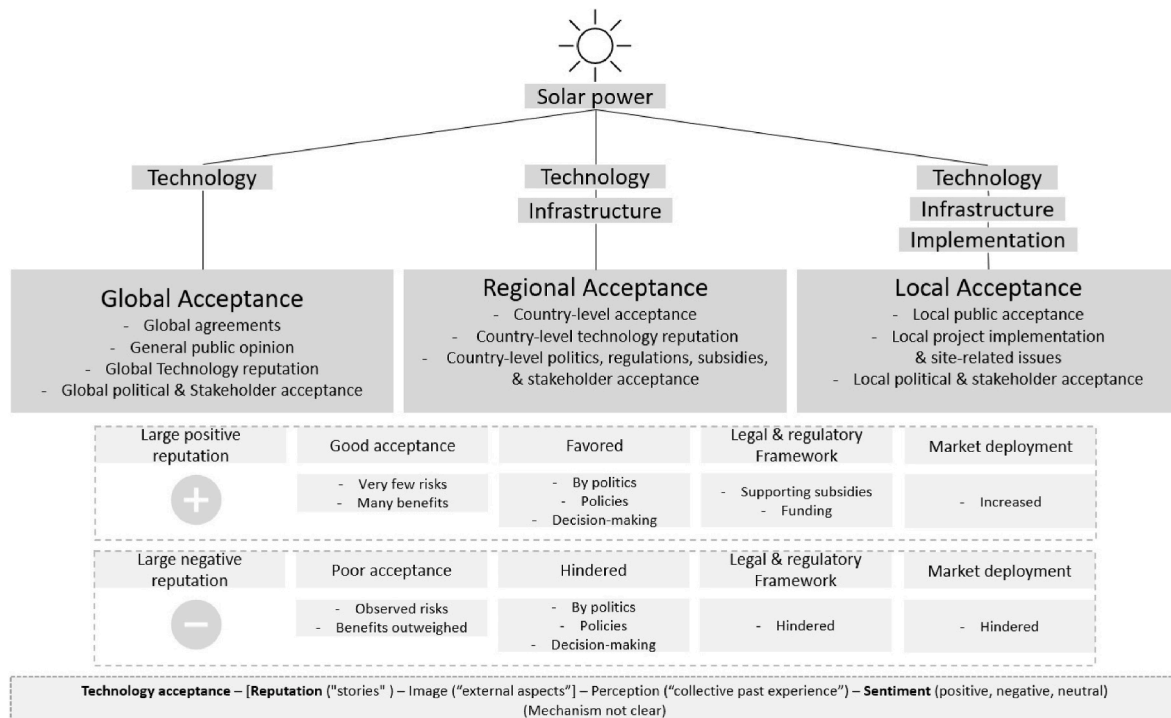 Solar power
Technology
Technology
Infrastructure
Technology
Infrastructure
Implementation
Global Acceptance
- Global agreements
- General public opinion
- Global Technology reputation
- Global political & Stakeholder acceptance
Regional Acceptance
- Country-level acceptance
- Country-level technology reputation
- Country-level politics, regulations, subsidies,
& stakeholder acceptance
Local Acceptance
- Local public acceptance
- Local project implementation
& site-related issues
- Local political & stakeholder acceptance
Large positive
reputation
+
Good acceptance
- Very few risks
- Many benefits
Favored
- By politics
- Policies
- Decision-making
Legal & regulatory
Framework
- Supporting subsidies
- Funding
Market deployment
- Increased
Large negative
reputation
−
Poor acceptance
- Observed risks
- Benefits outweighed
Hindered
- By politics
- Policies
- Decision-making
Legal & regulatory
Framework
- Hindered
Market deployment
- Hindered
Technology acceptance – [Reputation ("stories" ) – Image (“external aspects”] – Perception (“collective past experience”) – Sentiment (positive, negative, neutral)
(Mechanism not clear)